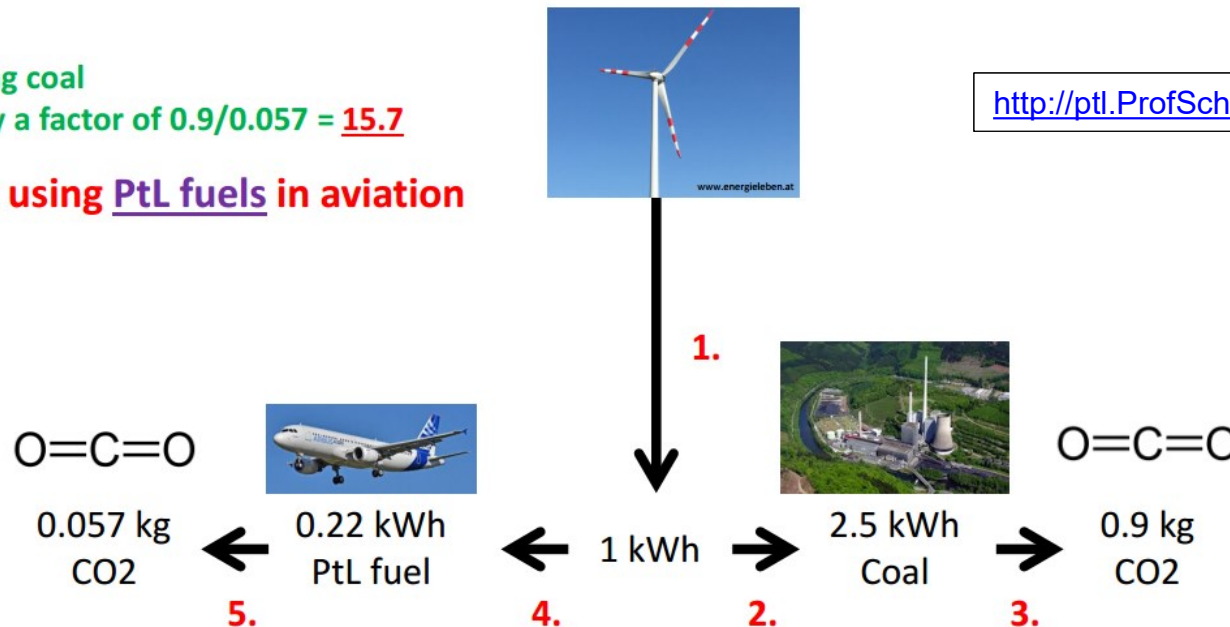 g coal
a factor of 0.9/0.057 = 15.7
using PtL fuels in aviation
http://ptl.ProfSch
www.energieleben.at
1.
O=C=O
O=C=O
0.057 kg
CO2
0.22 kWh
PtL fuel
1 kWh
2.5 kWh
Coal
0.9 kg
CO2
5.
4.
2.
3.